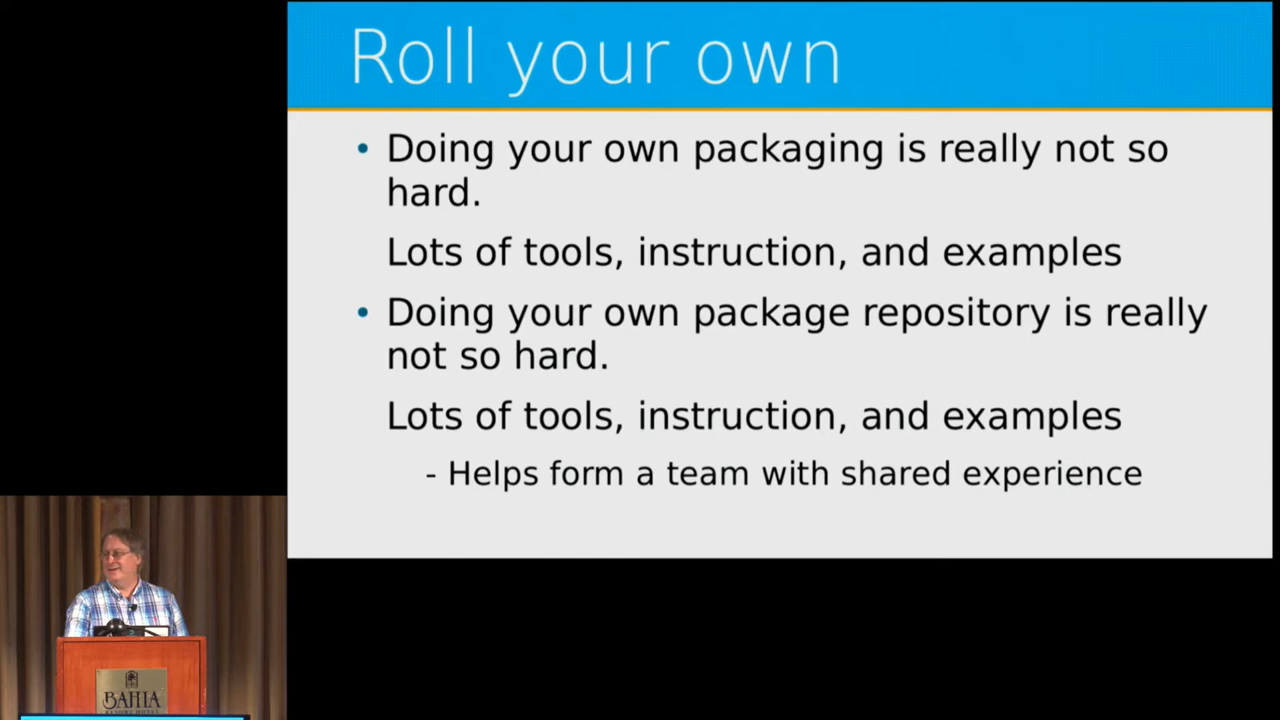 Roll your own
• Doing your own packaging is really not so
hard.
Lots of tools, instruction, and examples
• Doing your own package repository is really
not so hard.
Lots of tools, instruction, and examples
- Helps form a team with shared experience
BAHIA
RESORT HOTEL